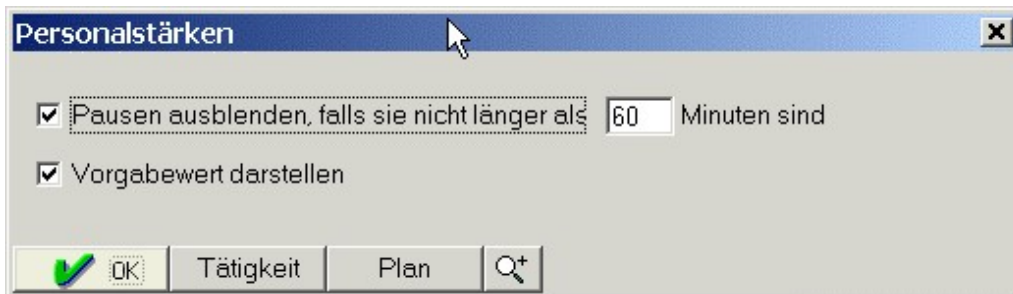 Personalstärken
Pausen ausblenden, falls sie nicht länger als 60 Minuten sind
Vorgabewert darstellen
OK Tätigkeit Plan